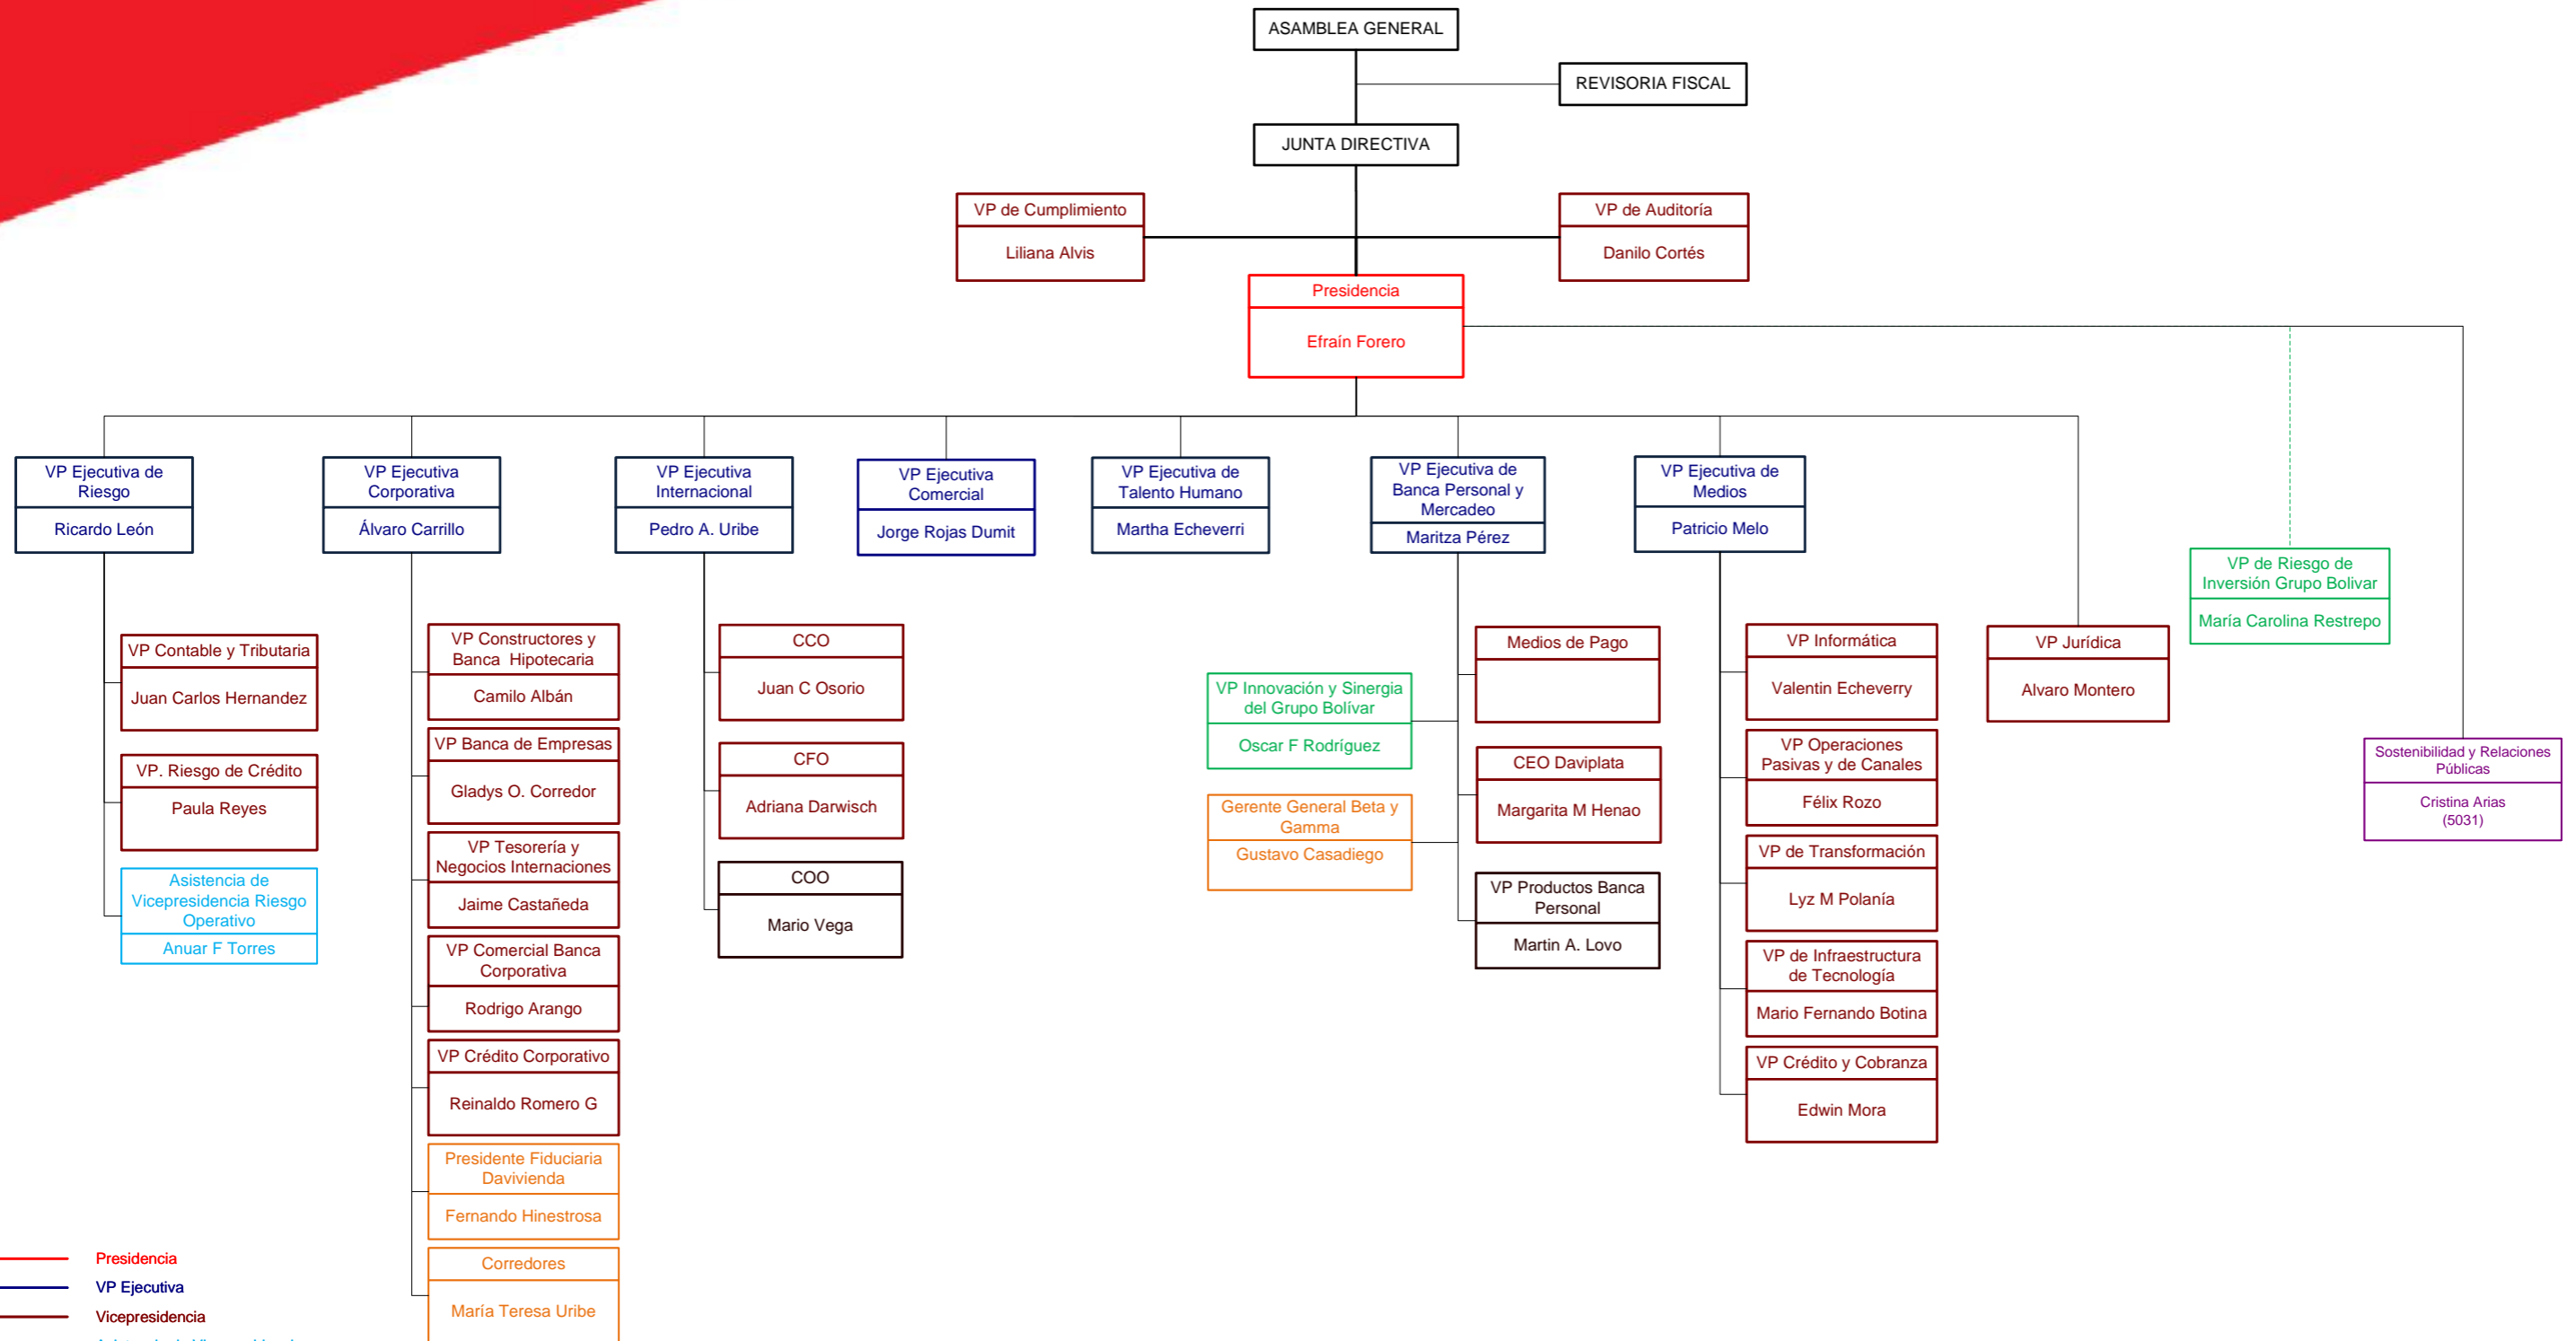 ASAMBLEA GENERAL
REVISORIA FISCAL
JUNTA DIRECTIVA
VP de Cumplimiento
Liliana Alvis
VP de Auditoría
Danilo Cortés
Presidencia
Efraín Forero
VP Ejecutiva de
Riesgo
Ricardo León
VP Ejecutiva
Corporativa
Álvaro Carrillo
VP Ejecutiva
Internacional
Pedro A. Uribe
VP Ejecutiva
Comercial
Jorge Rojas Dumit
VP Ejecutiva de
Talento Humano
Martha Echeverri
VP Ejecutiva de
Banca Personal y
Mercadeo
Maritza Pérez
VP Ejecutiva de
Medios
Patricio Melo
VP de Riesgo de
Inversión Grupo Bolivar
María Carolina Restrepo
VP Contable y Tributaria
Juan Carlos Hernandez
VP. Riesgo de Crédito
Paula Reyes
Asistencia de
Vicepresidencia Riesgo
Operativo
Anuar F Torres
VP Constructores y
Banca Hipotecaria
Camilo Albán
VP Banca de Empresas
Gladys O. Corredor
VP Tesorería y
Negocios Internaciones
Jaime Castañeda
VP Comercial Banca
Corporativa
Rodrigo Arango
VP Crédito Corporativo
Reinaldo Romero G
Presidente Fiduciaria
Davivienda
Fernando Hinestrosa
Corredores
María Teresa Uribe
CCO
Juan C Osorio
CFO
Adriana Darwisch
COO
Mario Vega
VP Innovación y Sinergia
del Grupo Bolívar
Oscar F Rodríguez
Gerente General Beta y
Gamma
Gustavo Casadiego
Medios de Pago
CEO Daviplata
Margarita M Henao
VP Productos Banca
Personal
Martin A. Lovo
VP Informática
Valentin Echeverry
VP Operaciones
Pasivas y de Canales
Félix Rozo
VP de Transformación
Lyz M Polanía
VP de Infraestructura
de Tecnología
Mario Fernando Botina
VP Crédito y Cobranza
Edwin Mora
VP Jurídica
Alvaro Montero
Sostenibilidad y Relaciones
Públicas
Cristina Arias
(5031)
Presidencia
VP Ejecutiva
Vicepresidencia